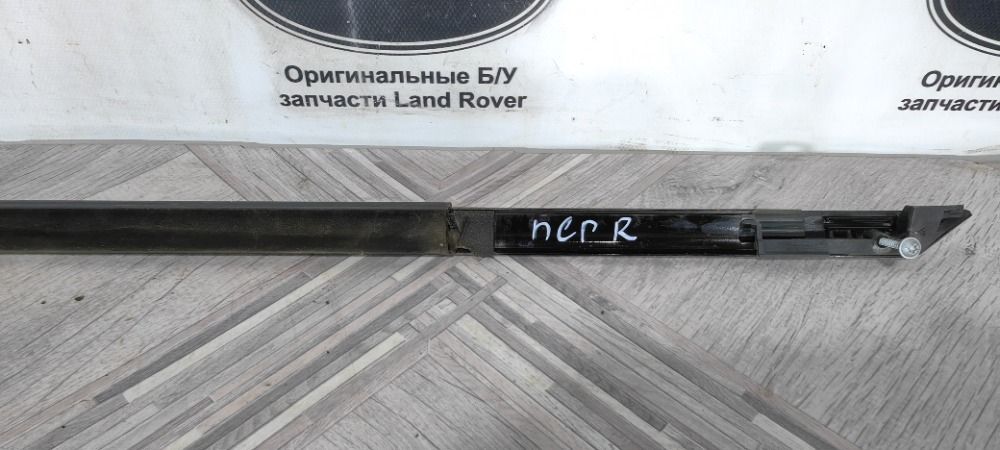 Оригинальные Б/У
запчасти Land Rover
Оригин
запчасти
пер R